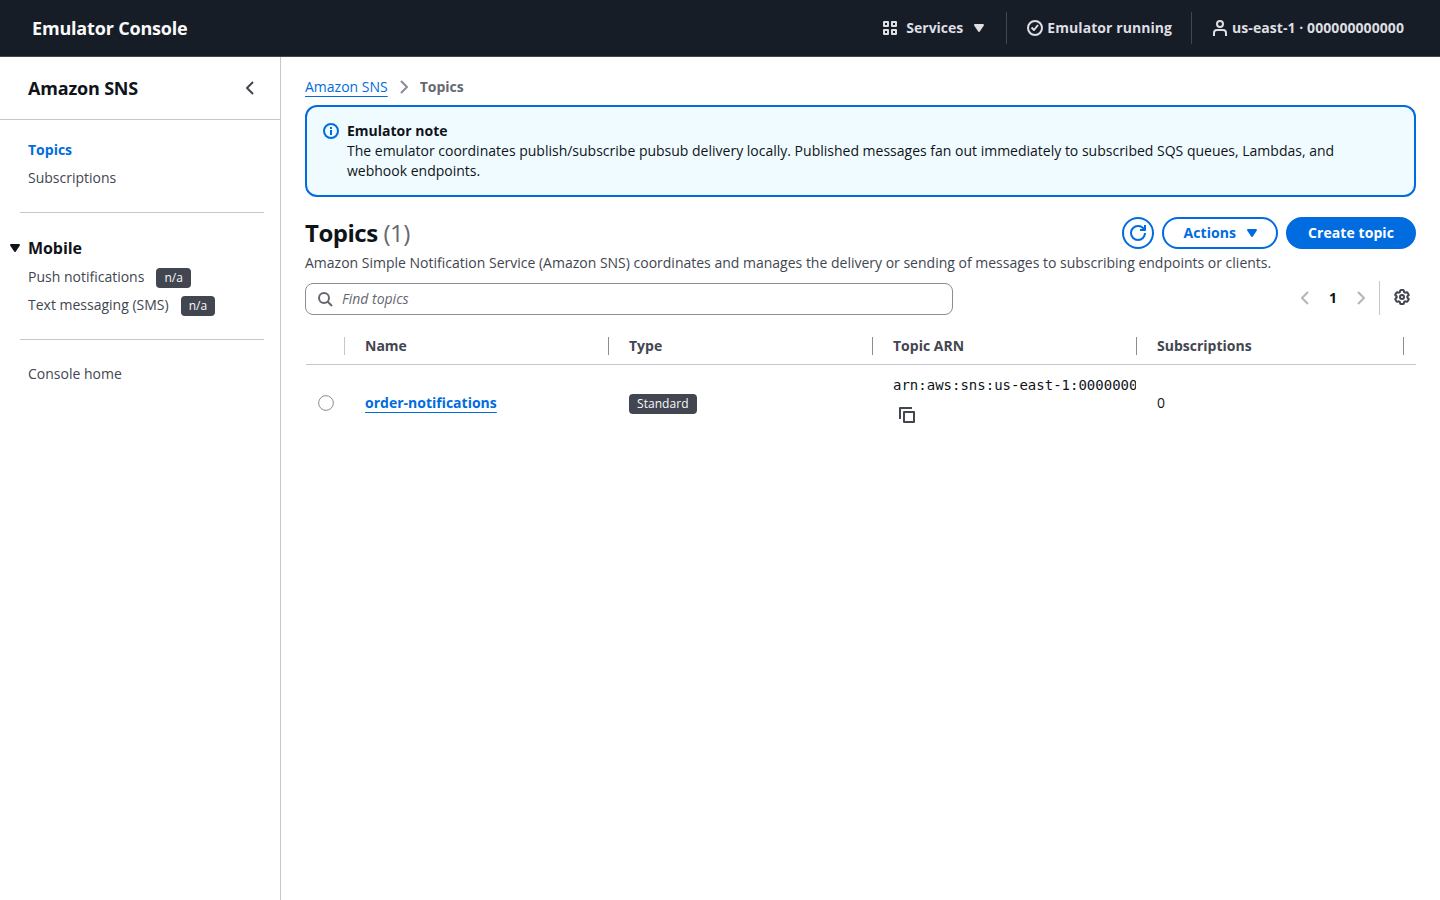 Emulator Console
Services
Emulator running
us-east-1 · 000000000000
Amazon SNS
Topics
Subscriptions
Mobile
Push notifications n/a
Text messaging (SMS) n/a
Console home
Amazon SNS > Topics
Emulator note
The emulator coordinates publish/subscribe pubsub delivery locally. Published messages fan out immediately to subscribed SQS queues, Lambdas, and
webhook endpoints.
Topics (1)
Actions
Create topic
Amazon Simple Notification Service (Amazon SNS) coordinates and manages the delivery or sending of messages to subscribing endpoints or clients.
Find topics
1
Name Type Topic ARN Subscriptions
order-notifications Standard arn:aws:sns:us-east-1:0000000 0